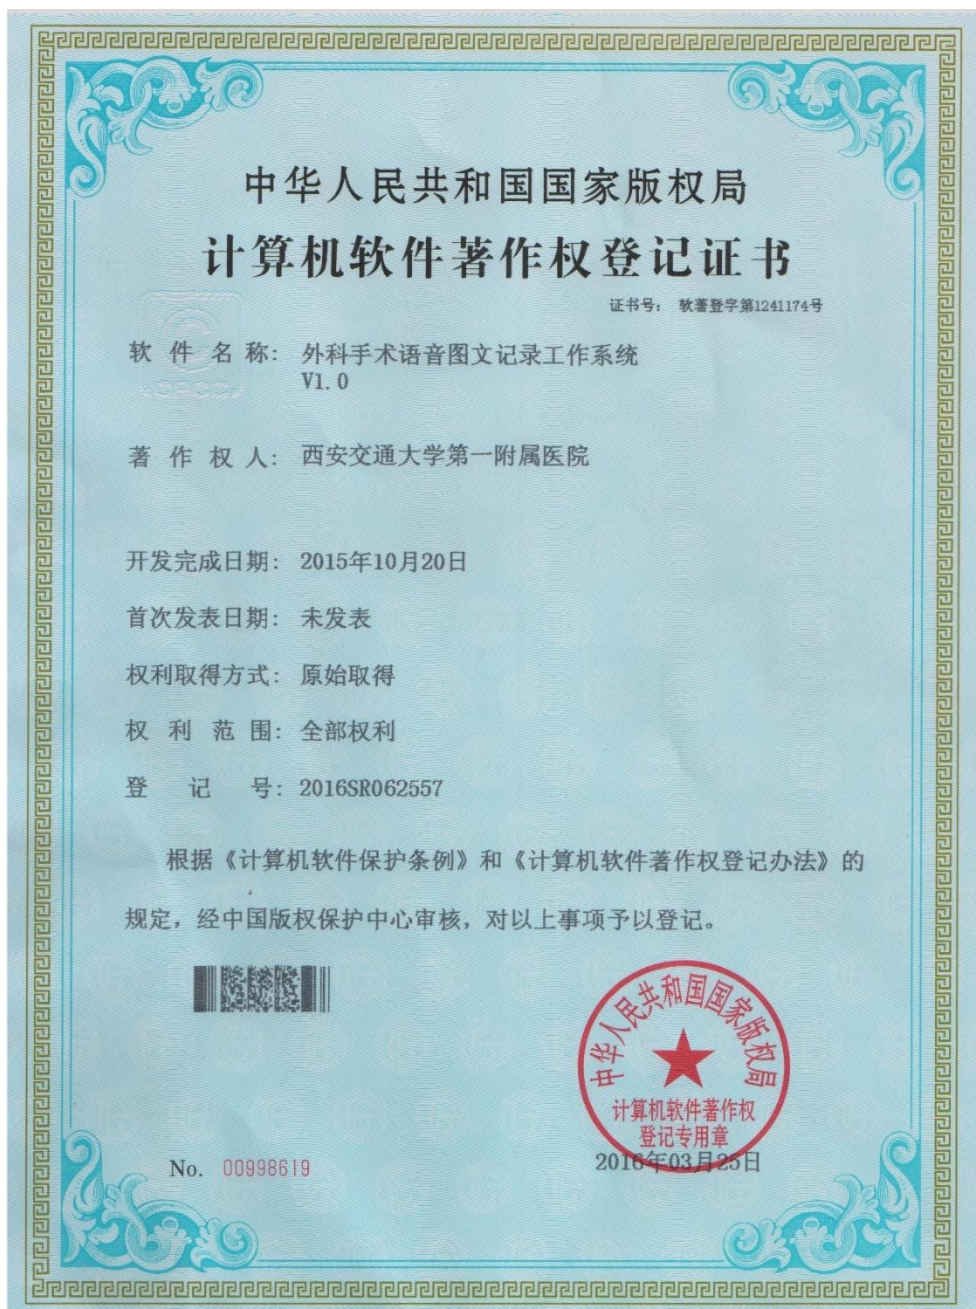 中华人民共和国国家版权局
计算机软件著作权登记证书
证书号: 软著登字第1241174号
软件名称: 外科手术语音图文记录工作系统
V1.0
著作权人: 西安交通大学第一附属医院
开发完成日期: 2015年10月20日
首次发表日期: 未发表
权利取得方式: 原始取得
权利范围: 全部权利
登记号: 2016SR062557
根据《计算机软件保护条例》和《计算机软件著作权登记办法》的
规定，经中国版权保护中心审核，对以上事项予以登记。
中华人民共和国国家版权局
计算机软件著作权
登记专用章
No. 00998619
2016年03月25日